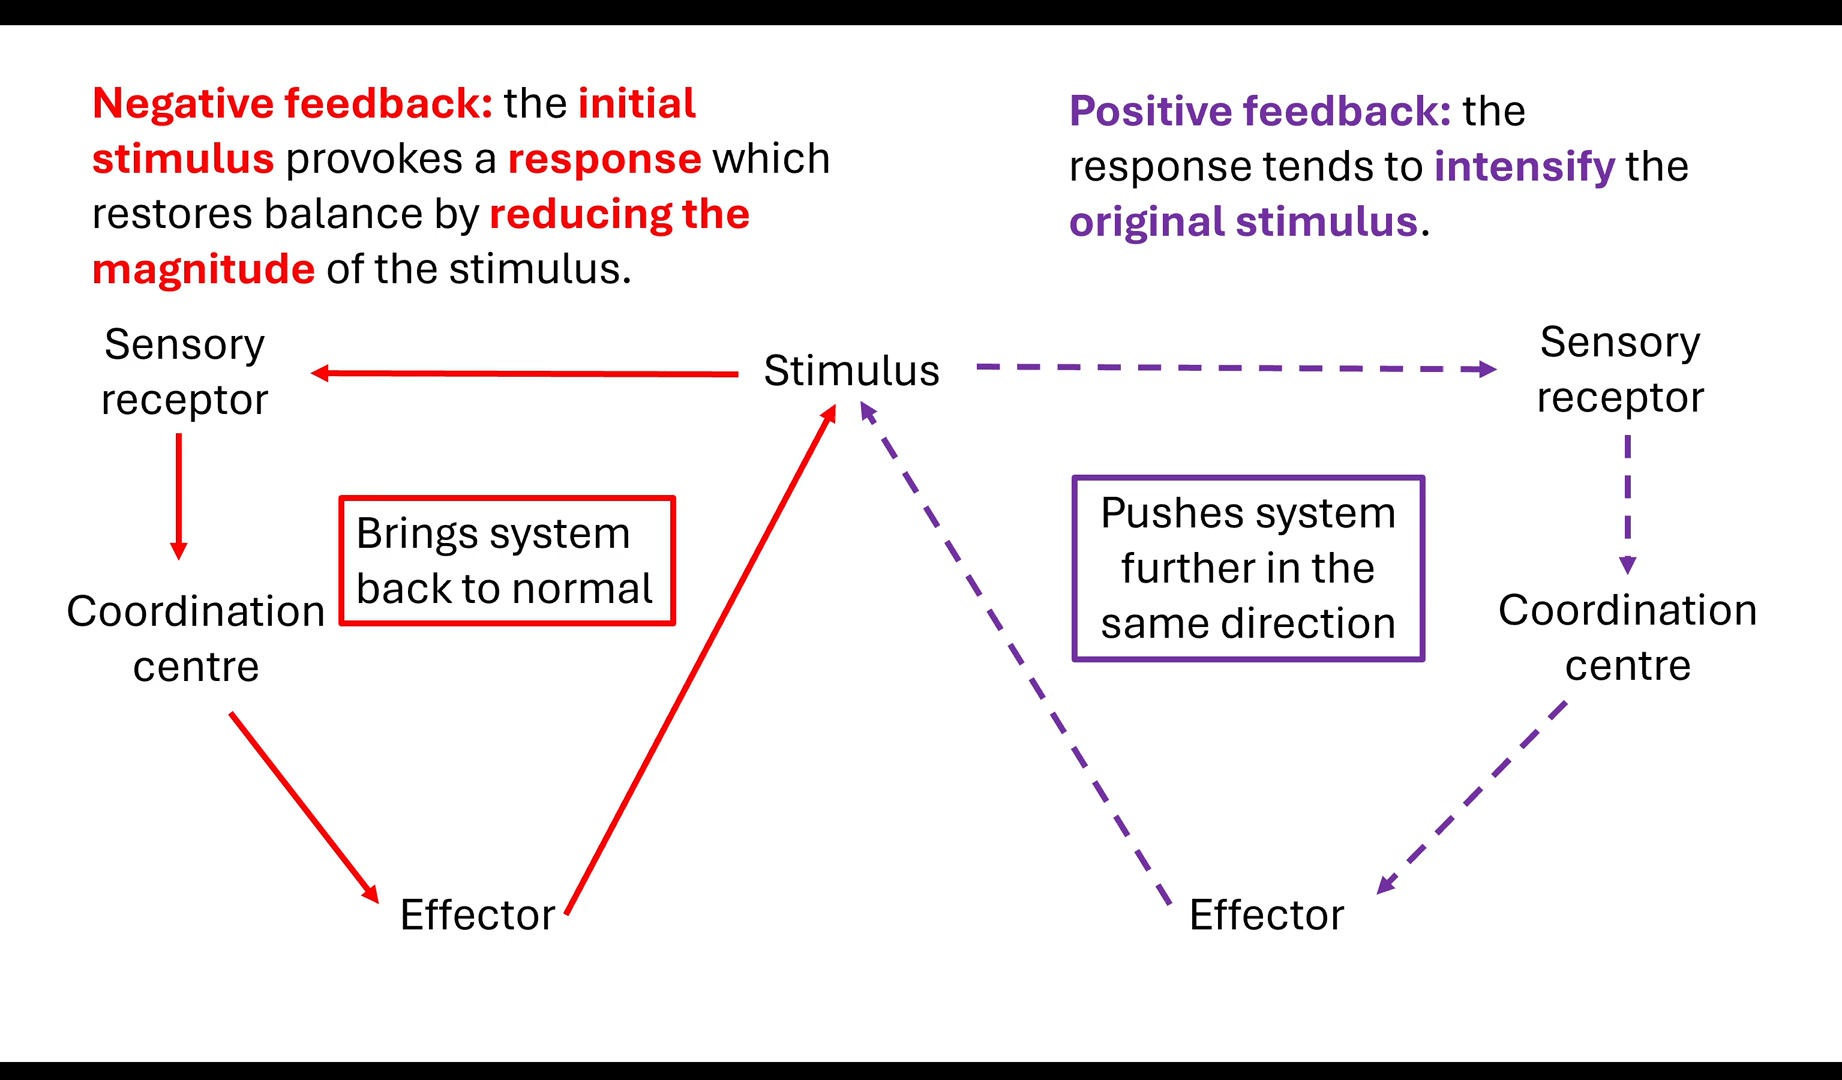 Negative feedback: the initial
stimulus provokes a response which
restores balance by reducing the
magnitude of the stimulus.
Positive feedback: the
response tends to intensify the
original stimulus.
Sensory
receptor
Stimulus
Sensory
receptor
Brings system
back to normal
Pushes system
further in the
same direction
Coordination
centre
Coordination
centre
Effector
Effector